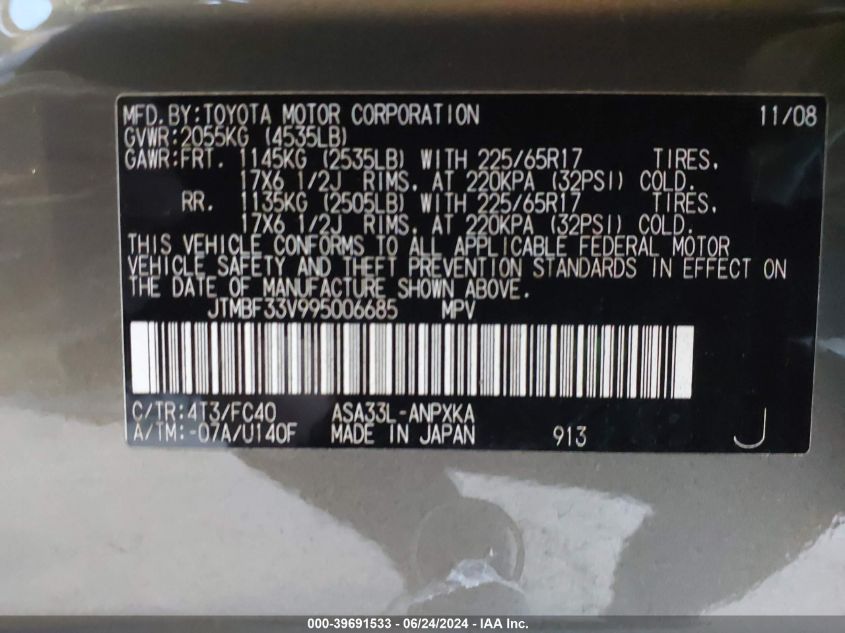 MFD.BY:TOYOTA MOTOR CORPORATION 11/08
GVWR:2055KG (4535LB)
GAWR:FRT. 1145KG (2535LB) WITH 225/65R17 TIRES,
17X6 1/2J RIMS, AT 220KPA (32PSI) COLD.
RR. 1135KG (2505LB) WITH 225/65R17 TIRES,
17X6 1/2J RIMS, AT 220KPA (32PSI) COLD.
THIS VEHICLE CONFORMS TO ALL APPLICABLE FEDERAL MOTOR
VEHICLE SAFETY AND THEFT PREVENTION STANDARDS IN EFFECT ON
THE DATE OF MANUFACTURE SHOWN ABOVE.
JTMBF33V995006685 MPV
C/TR:4T3/FC40 ASA33L-ANPXKA
A/TM:-07A/U140F MADE IN JAPAN 913 J
000-39691533 - 06/24/2024 - IAA Inc.